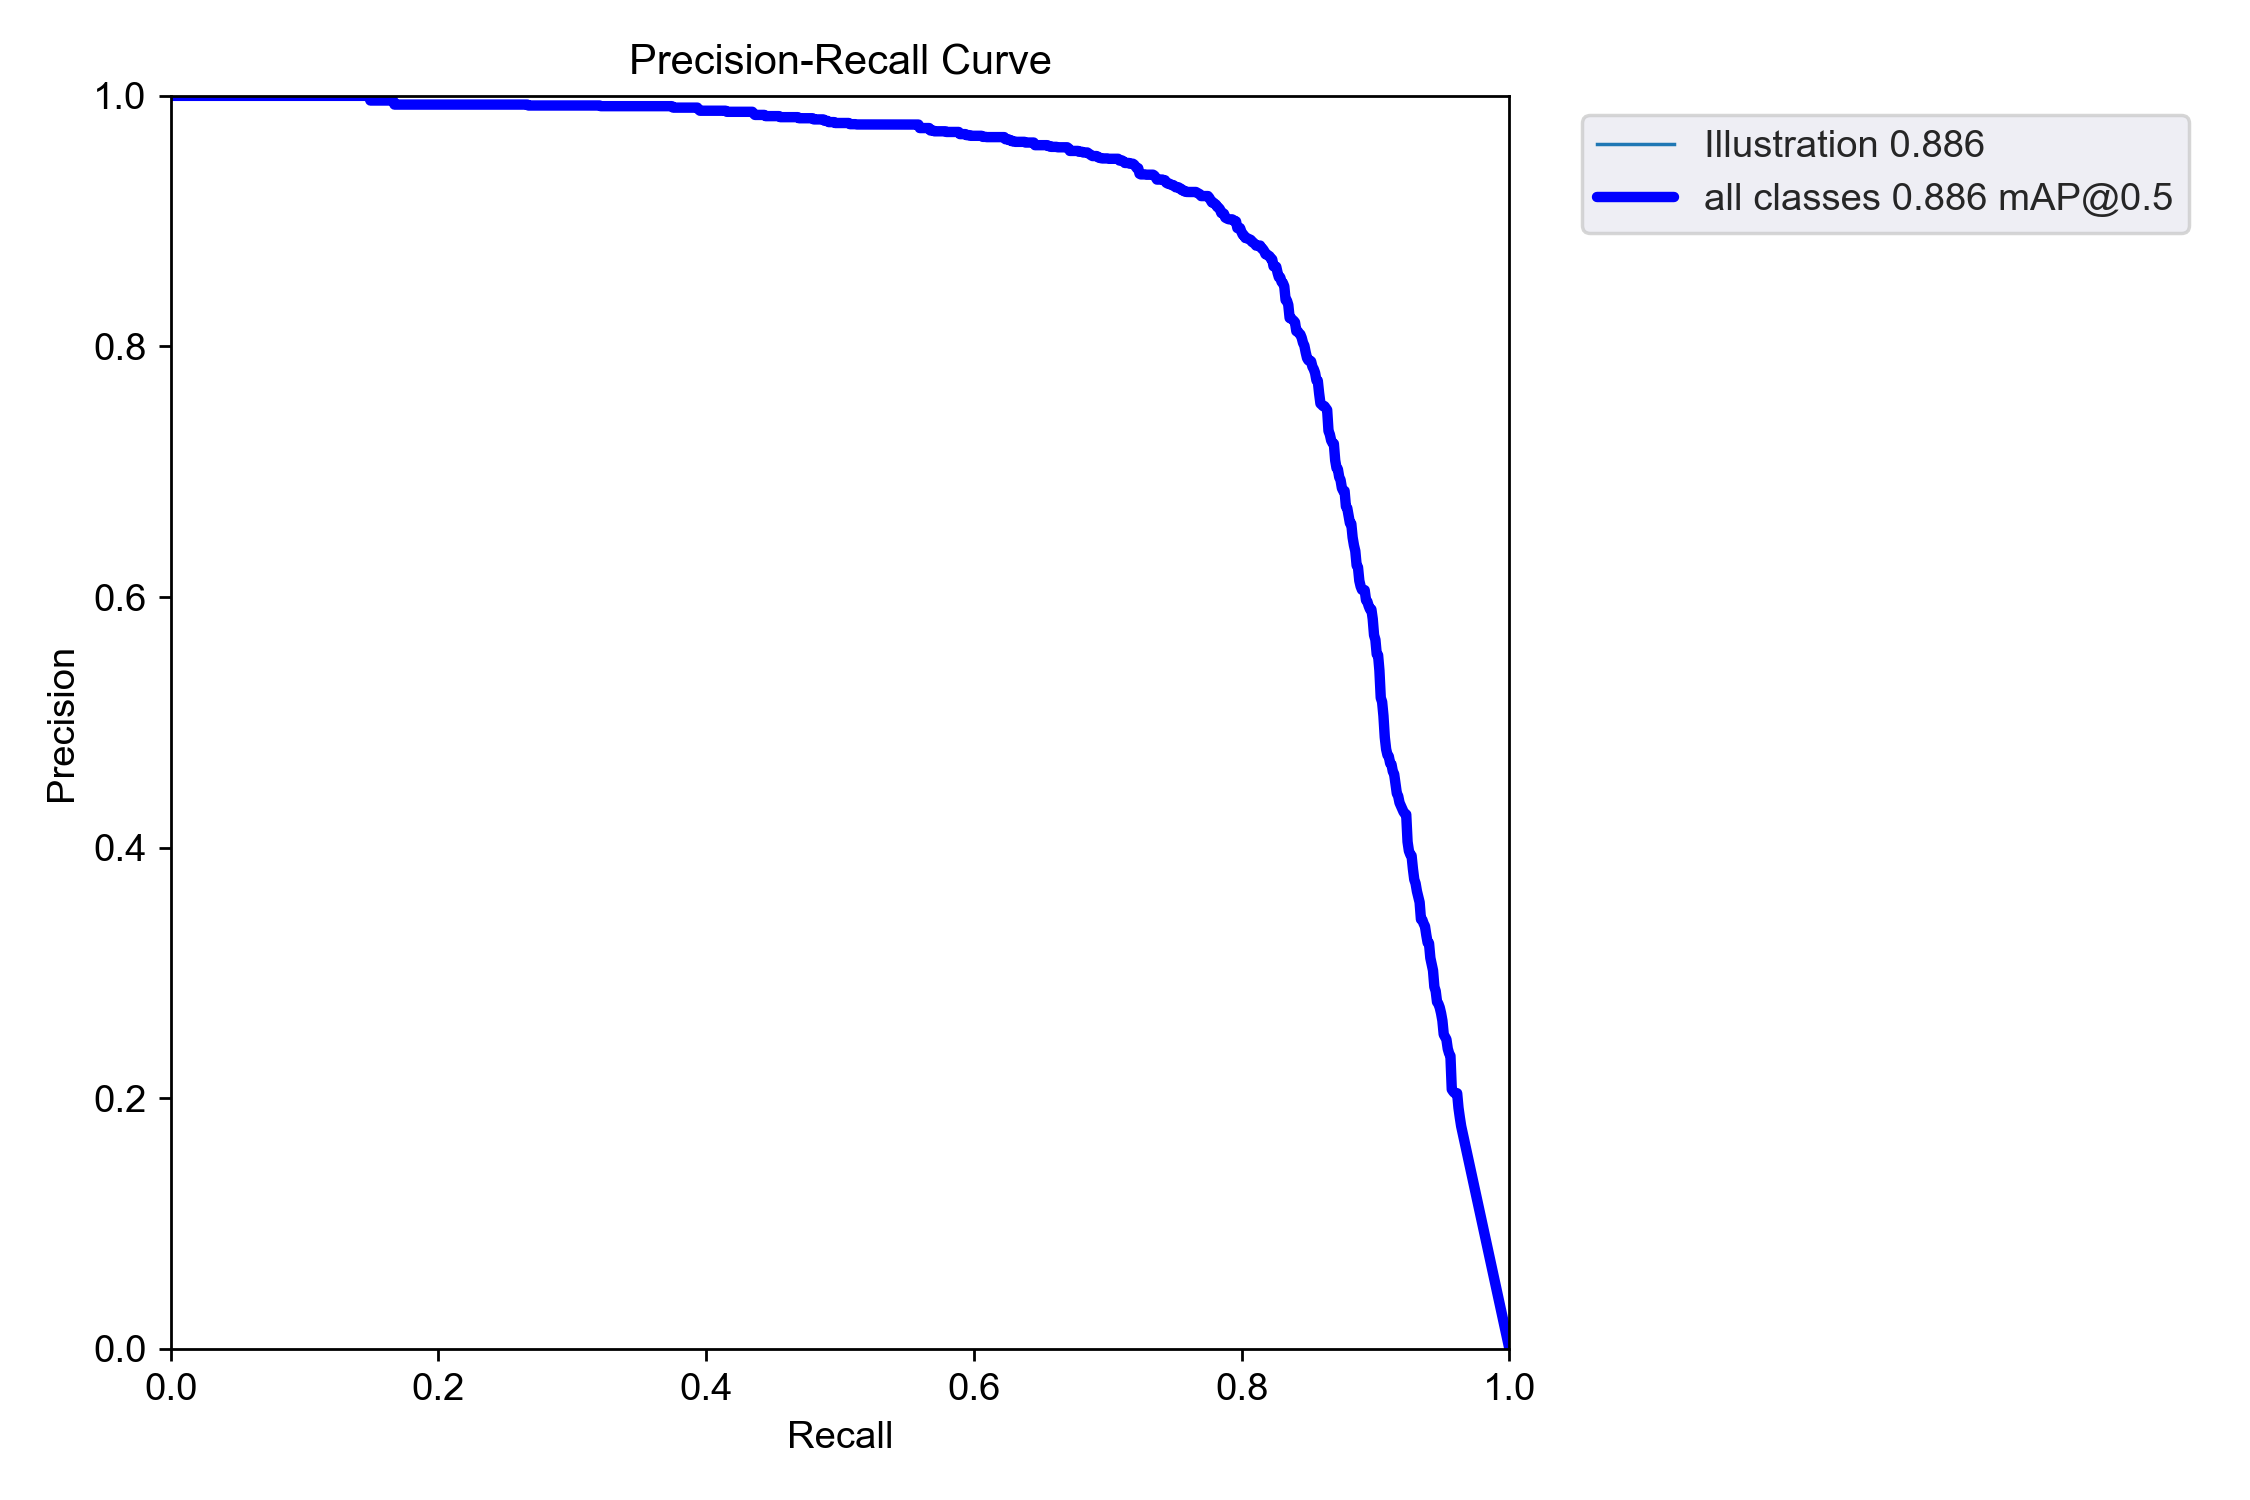 Precision-Recall Curve
1.0
0.8
0.6
0.4
0.2
0.0
Precision
0.0 0.2 0.4 0.6 0.8 1.0
Recall
Illustration 0.886
all classes 0.886 mAP@0.5